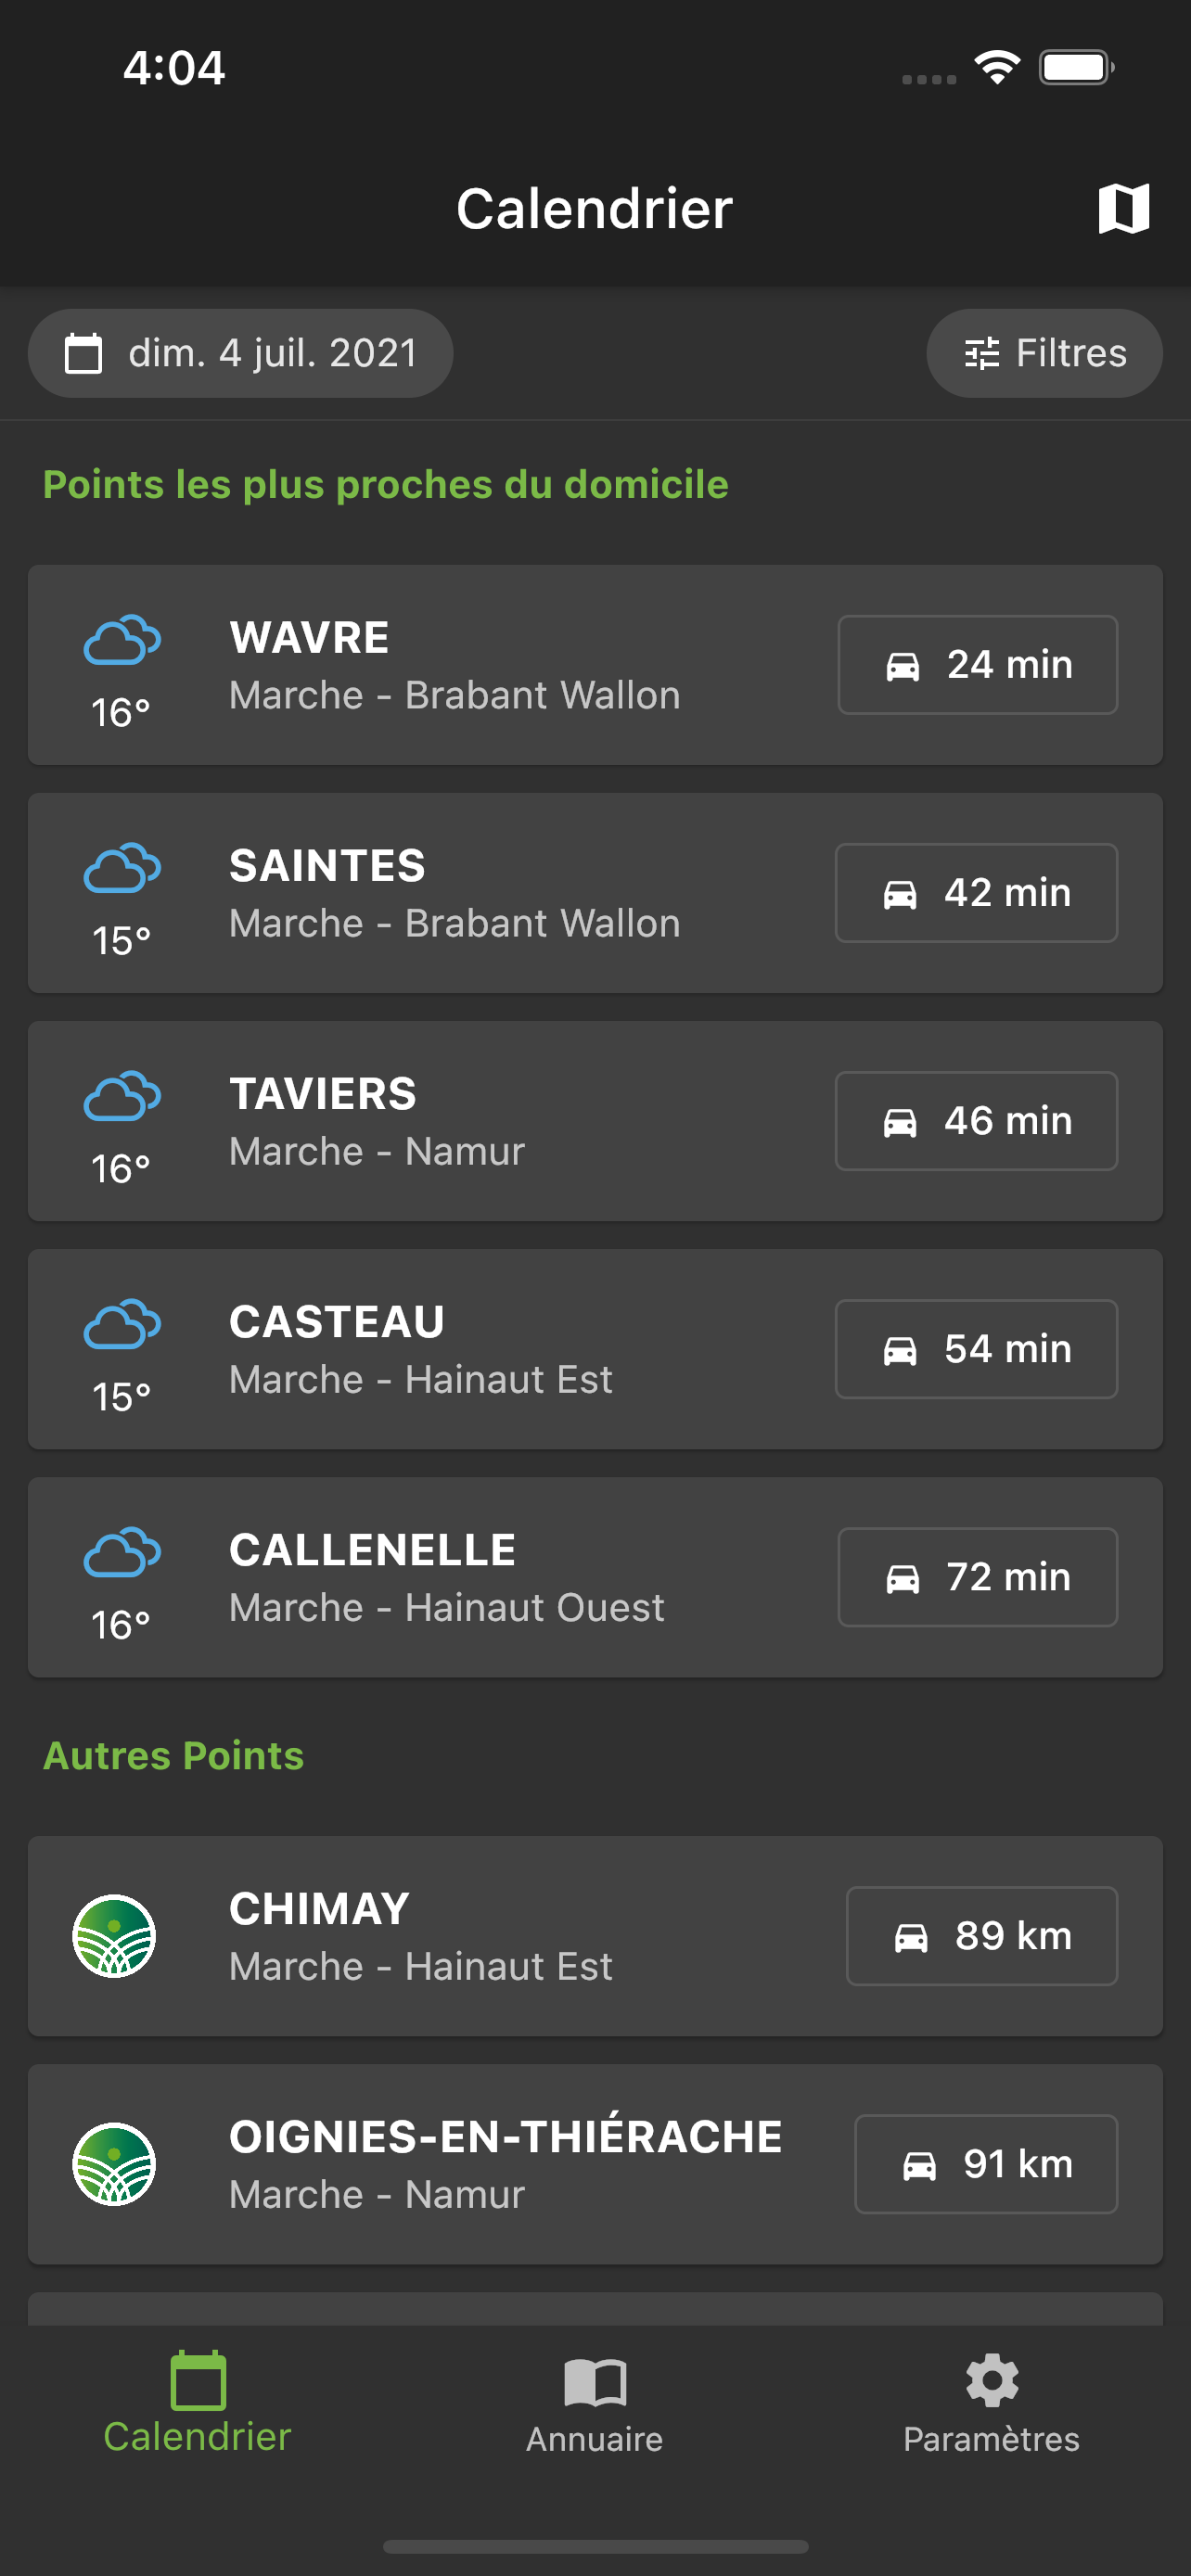 4:04
Calendrier
dim. 4 juil. 2021
Filtres
Points les plus proches du domicile
WAVRE
Marche - Brabant Wallon
16°
24 min
SAINTES
Marche - Brabant Wallon
15°
42 min
TAVIERS
Marche - Namur
16°
46 min
CASTEAU
Marche - Hainaut Est
15°
54 min
CALLENELLE
Marche - Hainaut Ouest
16°
72 min
Autres Points
CHIMAY
Marche - Hainaut Est
89 km
OIGNIES-EN-THIÉRACHE
Marche - Namur
91 km
Calendrier
Annuaire
Paramètres